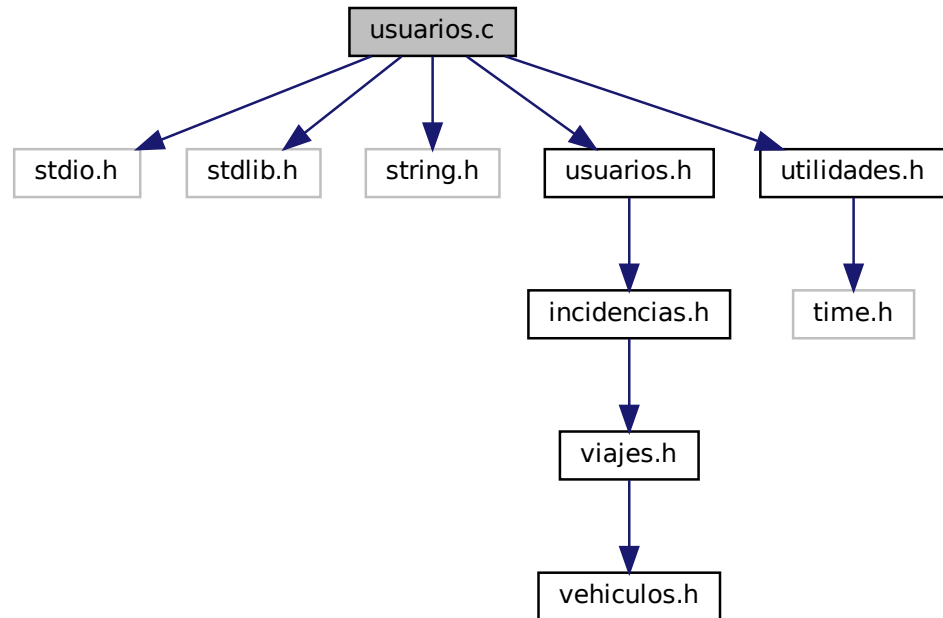 usuarios.c
stdio.h
stdlib.h
string.h
usuarios.h
utilidades.h
incidencias.h
time.h
viajes.h
vehiculos.h